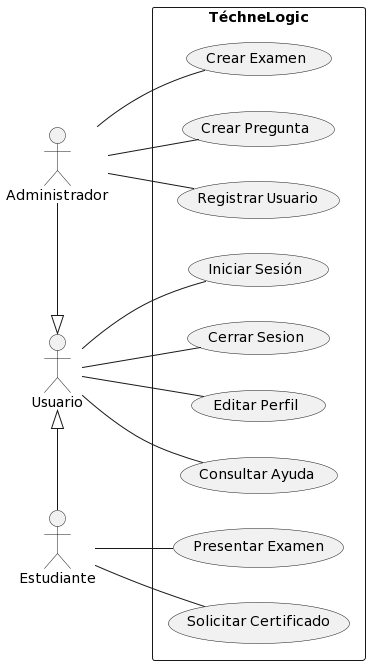 TéchneLogic
Crear Examen
Crear Pregunta
Administrador
Registrar Usuario
Iniciar Sesión
Cerrar Sesion
Usuario
Editar Perfil
Consultar Ayuda
Presentar Examen
Estudiante
Solicitar Certificado